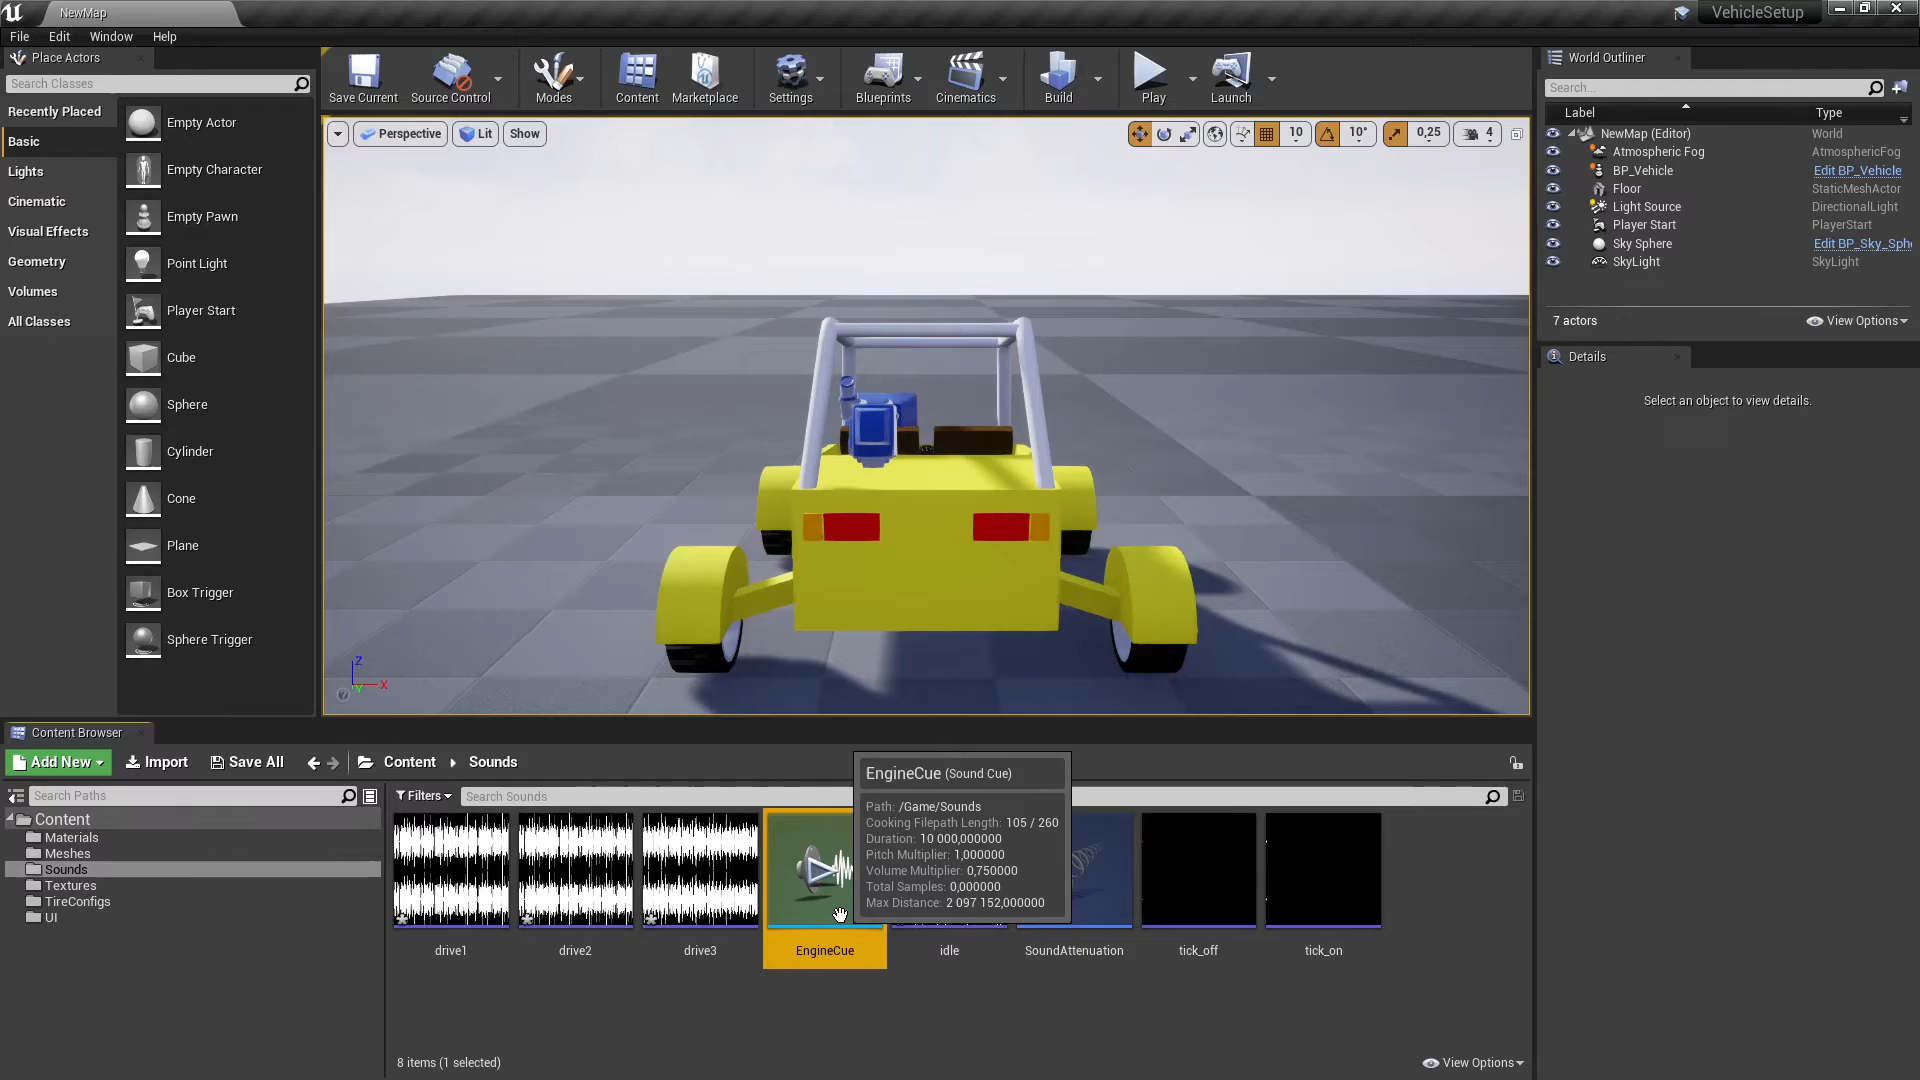 NewMap
VehicleSetup
File Edit Window Help
Place Actors
Search Classes
Recently Placed
Basic
Lights
Cinematic
Visual Effects
Geometry
Volumes
All Classes
Empty Actor
Empty Character
Empty Pawn
Point Light
Player Start
Cube
Sphere
Cylinder
Cone
Plane
Box Trigger
Sphere Trigger
Save Current Source Control Modes Content Marketplace Settings Blueprints Cinematics Build Play Launch
Perspective Lit Show
10 10° 0,25 4
Z
X
Y
World Outliner
Search...
Label Type
NewMap (Editor) World
Atmospheric Fog AtmosphericFog
BP_Vehicle Edit BP_Vehicle
Floor StaticMeshActor
Light Source DirectionalLight
Player Start PlayerStart
Sky Sphere Edit BP_Sky_Sph
SkyLight SkyLight
7 actors View Options
Details
Select an object to view details.
Content Browser
Add New Import Save All Content Sounds
Search Paths
Filters Search Sounds
Content
Materials
Meshes
Sounds
Textures
TireConfigs
UI
EngineCue (Sound Cue)
Path: /Game/Sounds
Cooking Filepath Length: 105 / 260
Duration: 10 000,000000
Pitch Multiplier: 1,000000
Volume Multiplier: 0,750000
Total Samples: 0,000000
Max Distance: 2 097 152,000000
drive1 drive2 drive3 EngineCue idle SoundAttenuation tick_off tick_on
8 items (1 selected) View Options